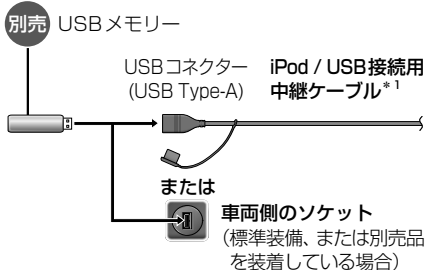 別売 USBメモリー
USBコネクター
(USB Type-A)
iPod / USB接続用
中継ケーブル*1
または
車両側のソケット
（標準装備、または別売品
を装着している場合）